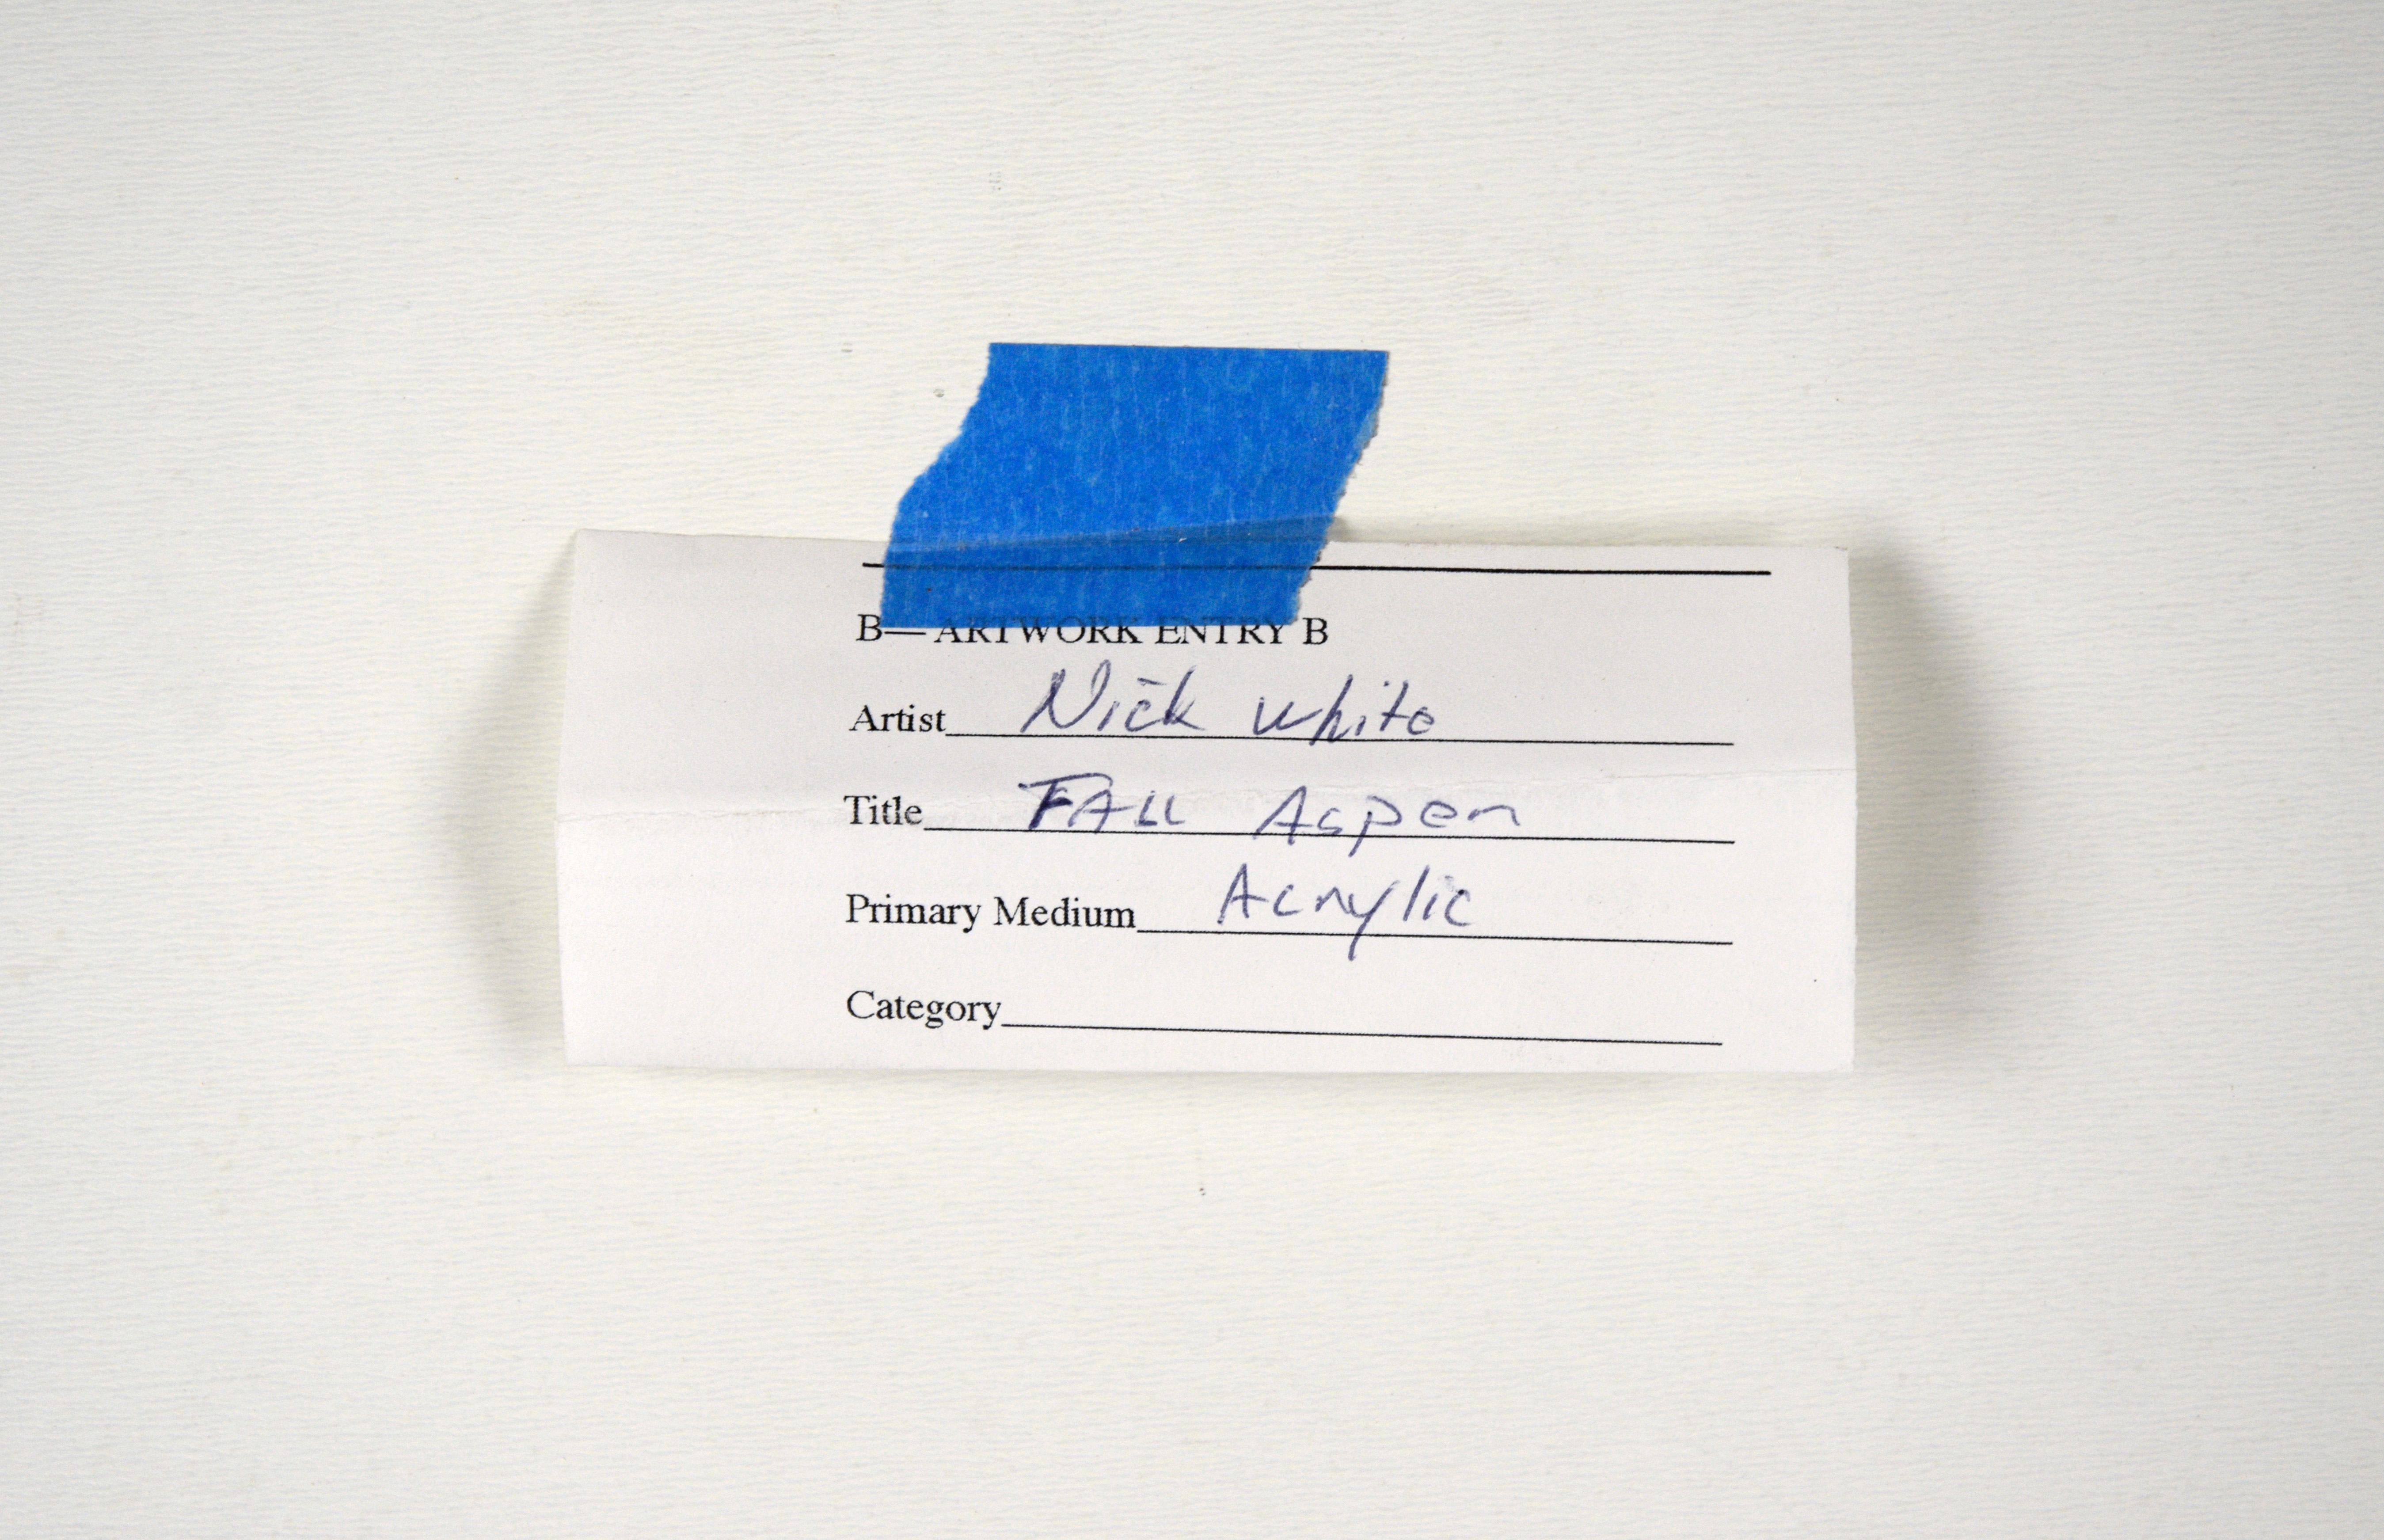 B— ARTWORK ENTRY B
Artist Nick White
Title FAll Aspen
Primary Medium Acrylic
Category